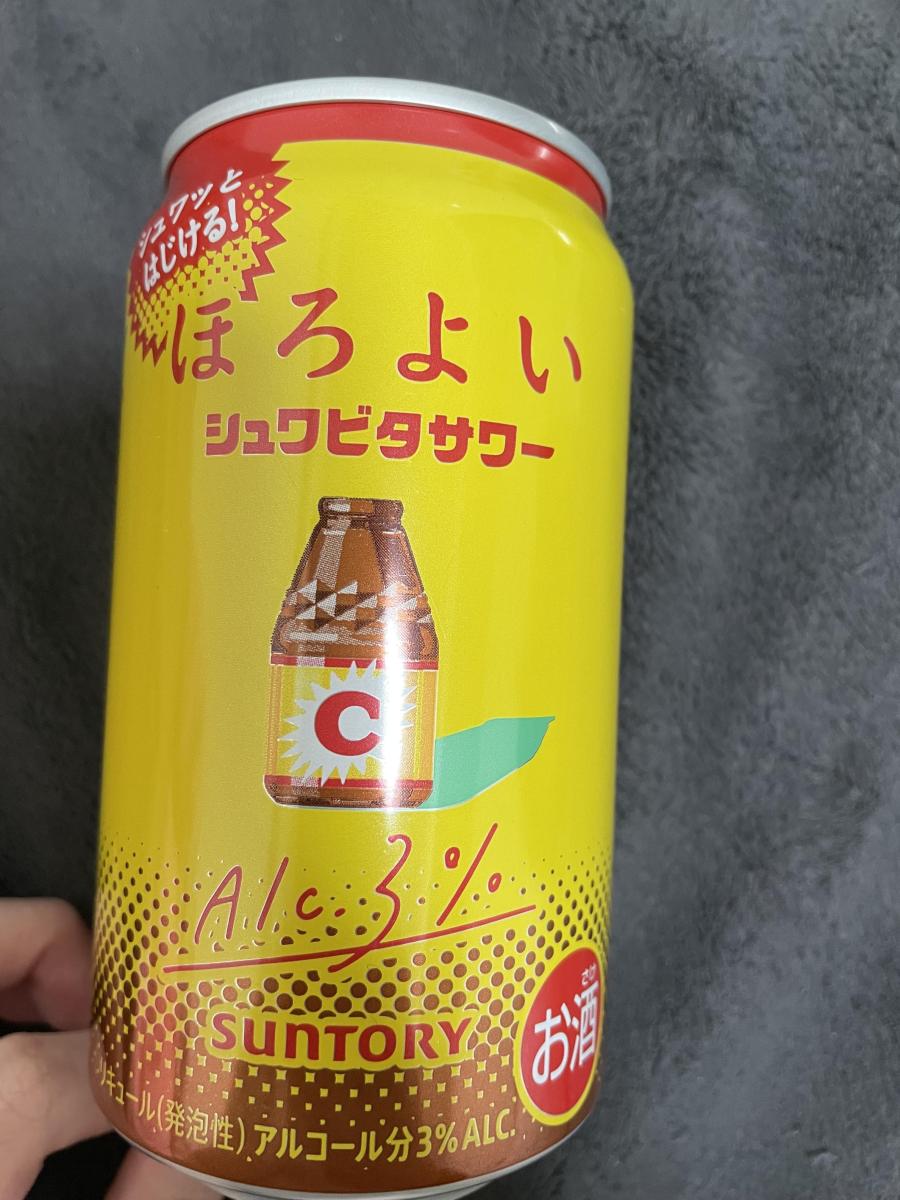 シュワッと
はじける!
ほろよい
シュワビタサワー
C
Alc.3%
SUNTORY
さけ
お酒
リキュール(発泡性)アルコール分3%ALC.